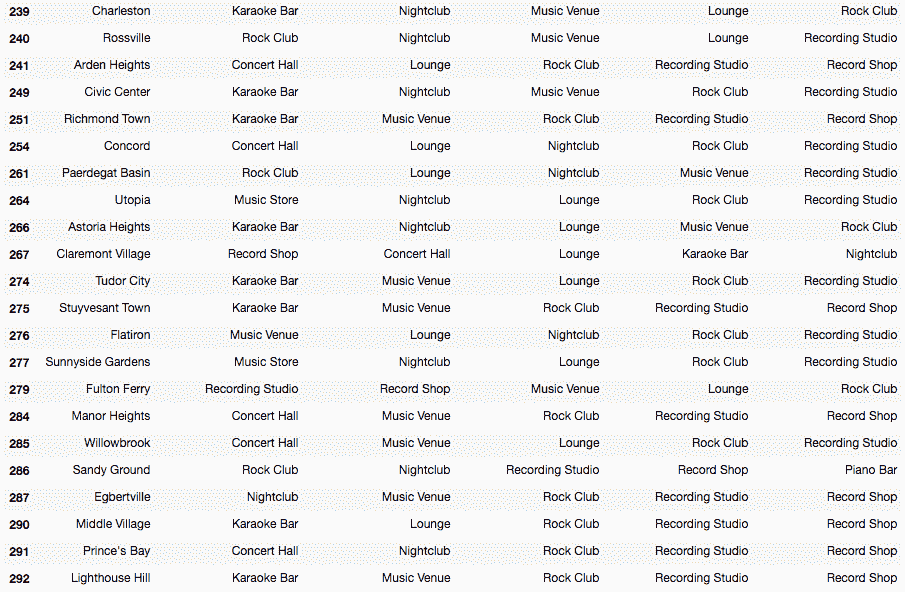 239 Charleston Karaoke Bar Nightclub Music Venue Lounge Rock Club
240 Rossville Rock Club Nightclub Music Venue Lounge Recording Studio
241 Arden Heights Concert Hall Lounge Rock Club Recording Studio Record Shop
249 Civic Center Karaoke Bar Nightclub Music Venue Rock Club Recording Studio
251 Richmond Town Karaoke Bar Music Venue Rock Club Recording Studio Record Shop
254 Concord Concert Hall Lounge Nightclub Rock Club Recording Studio
261 Paerdegat Basin Rock Club Lounge Nightclub Music Venue Recording Studio
264 Utopia Music Store Nightclub Lounge Rock Club Recording Studio
266 Astoria Heights Karaoke Bar Nightclub Lounge Music Venue Rock Club
267 Claremont Village Record Shop Concert Hall Lounge Karaoke Bar Nightclub
274 Tudor City Karaoke Bar Music Venue Lounge Rock Club Recording Studio
275 Stuyvesant Town Karaoke Bar Music Venue Rock Club Recording Studio Record Shop
276 Flatiron Music Venue Lounge Nightclub Rock Club Recording Studio
277 Sunnyside Gardens Music Store Nightclub Lounge Rock Club Recording Studio
279 Fulton Ferry Recording Studio Record Shop Music Venue Lounge Rock Club
284 Manor Heights Concert Hall Music Venue Rock Club Recording Studio Record Shop
285 Willowbrook Concert Hall Music Venue Lounge Rock Club Recording Studio
286 Sandy Ground Rock Club Nightclub Recording Studio Record Shop Piano Bar
287 Egbertville Nightclub Music Venue Rock Club Recording Studio Record Shop
290 Middle Village Karaoke Bar Lounge Rock Club Recording Studio Record Shop
291 Prince's Bay Concert Hall Nightclub Rock Club Recording Studio Record Shop
292 Lighthouse Hill Karaoke Bar Music Venue Rock Club Recording Studio Record Shop